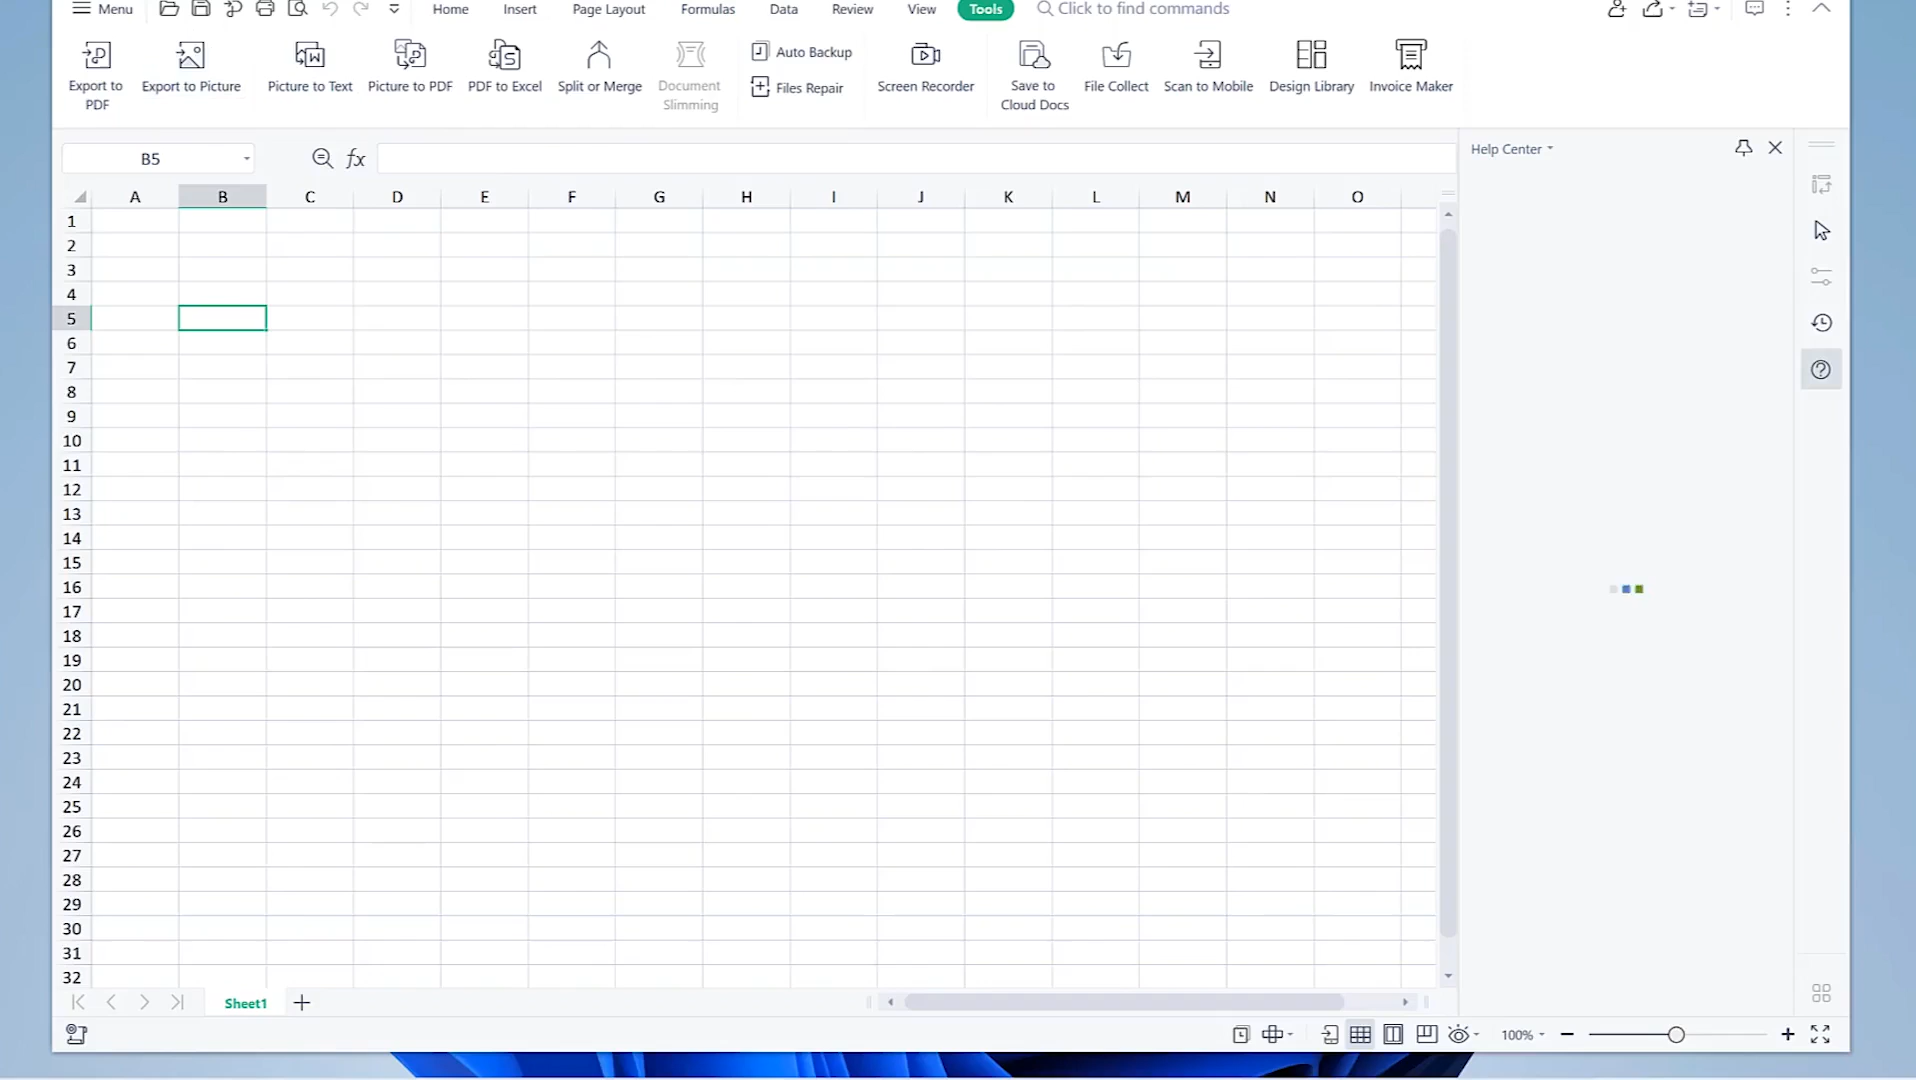 Menu Home Insert Page Layout Formulas Data Review View Tools Click to find commands
Export to PDF
Export to Picture
Picture to Text
Picture to PDF
PDF to Excel
Split or Merge
Document Slimming
Auto Backup
Files Repair
Screen Recorder
Save to Cloud Docs
File Collect
Scan to Mobile
Design Library
Invoice Maker
B5 fx
Help Center
A B C D E F G H I J K L M N O
1
2
3
4
5
6
7
8
9
10
11
12
13
14
15
16
17
18
19
20
21
22
23
24
25
26
27
28
29
30
31
32
Sheet1
100%